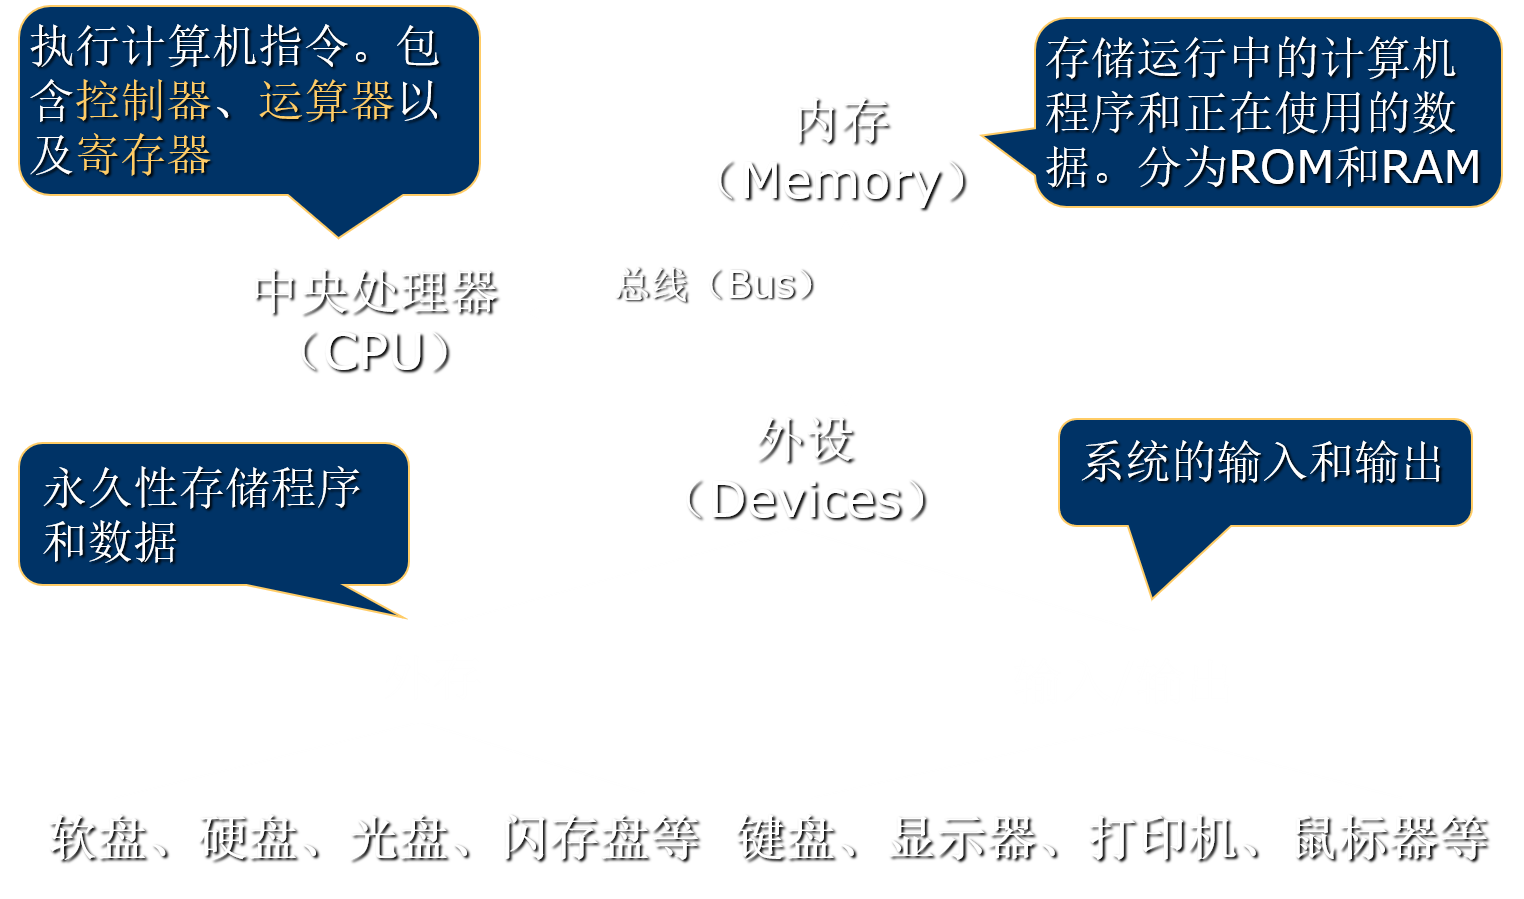 执行计算机指令。包
含控制器、运算器以
及寄存器
存储运行中的计算机
程序和正在使用的数
据。分为ROM和RAM
内存
（Memory）
中央处理器
（CPU）
总线（Bus）
外设
（Devices）
永久性存储程序
和数据
系统的输入和输出
软盘、硬盘、光盘、闪存盘等
键盘、显示器、打印机、鼠标器等